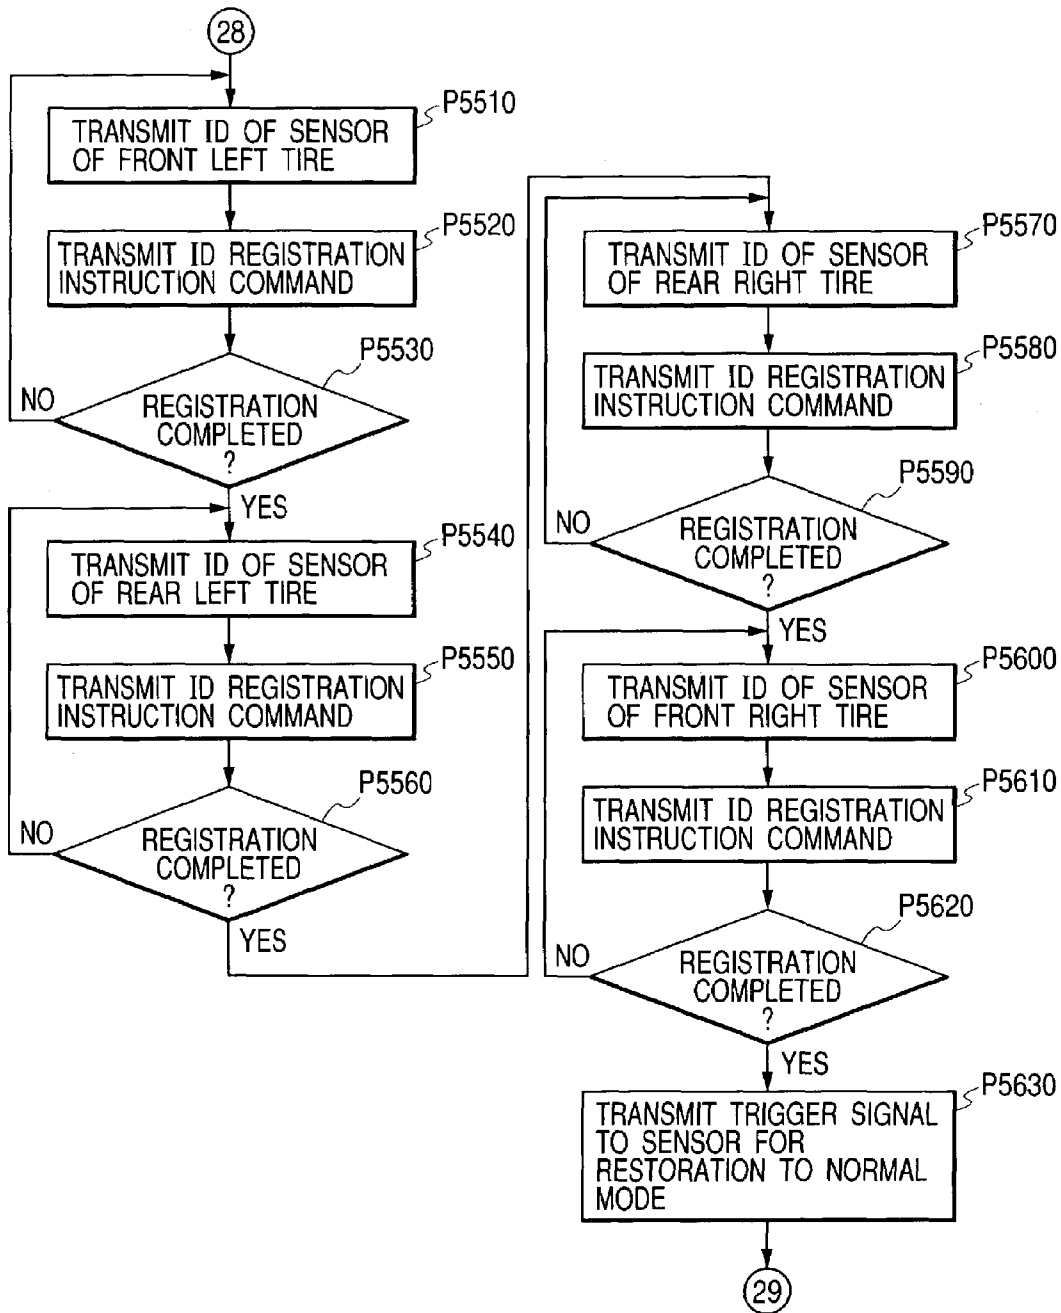 28
P5510
TRANSMIT ID OF SENSOR
OF FRONT LEFT TIRE
P5520
TRANSMIT ID REGISTRATION
INSTRUCTION COMMAND
P5530
NO
REGISTRATION
COMPLETED
?
YES
P5540
TRANSMIT ID OF SENSOR
OF REAR LEFT TIRE
P5550
TRANSMIT ID REGISTRATION
INSTRUCTION COMMAND
P5560
NO
REGISTRATION
COMPLETED
?
YES
P5570
TRANSMIT ID OF SENSOR
OF REAR RIGHT TIRE
P5580
TRANSMIT ID REGISTRATION
INSTRUCTION COMMAND
P5590
NO
REGISTRATION
COMPLETED
?
YES
P5600
TRANSMIT ID OF SENSOR
OF FRONT RIGHT TIRE
P5610
TRANSMIT ID REGISTRATION
INSTRUCTION COMMAND
P5620
NO
REGISTRATION
COMPLETED
?
YES
P5630
TRANSMIT TRIGGER SIGNAL
TO SENSOR FOR
RESTORATION TO NORMAL
MODE
29